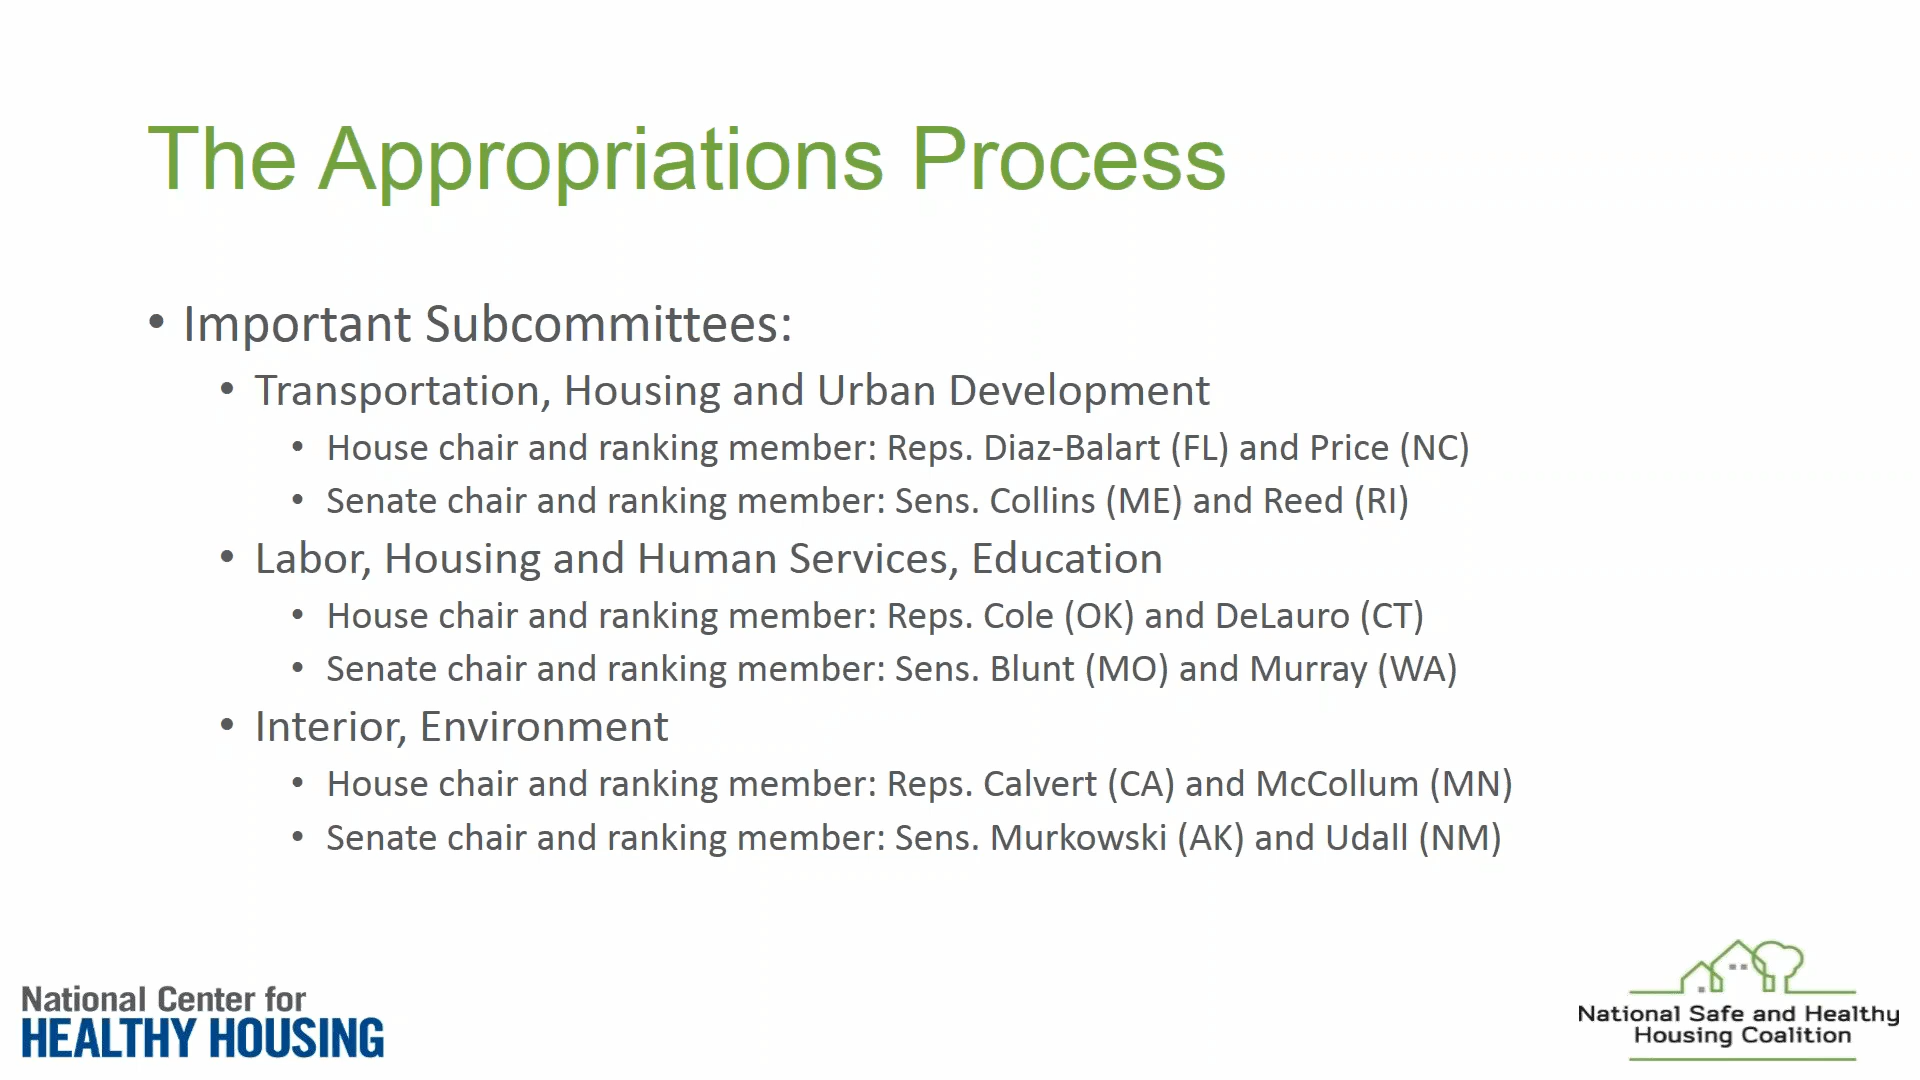 The Appropriations Process
• Important Subcommittees:
• Transportation, Housing and Urban Development
• House chair and ranking member: Reps. Diaz-Balart (FL) and Price (NC)
• Senate chair and ranking member: Sens. Collins (ME) and Reed (RI)
• Labor, Housing and Human Services, Education
• House chair and ranking member: Reps. Cole (OK) and DeLauro (CT)
• Senate chair and ranking member: Sens. Blunt (MO) and Murray (WA)
• Interior, Environment
• House chair and ranking member: Reps. Calvert (CA) and McCollum (MN)
• Senate chair and ranking member: Sens. Murkowski (AK) and Udall (NM)
National Center for
HEALTHY HOUSING
National Safe and Healthy
Housing Coalition